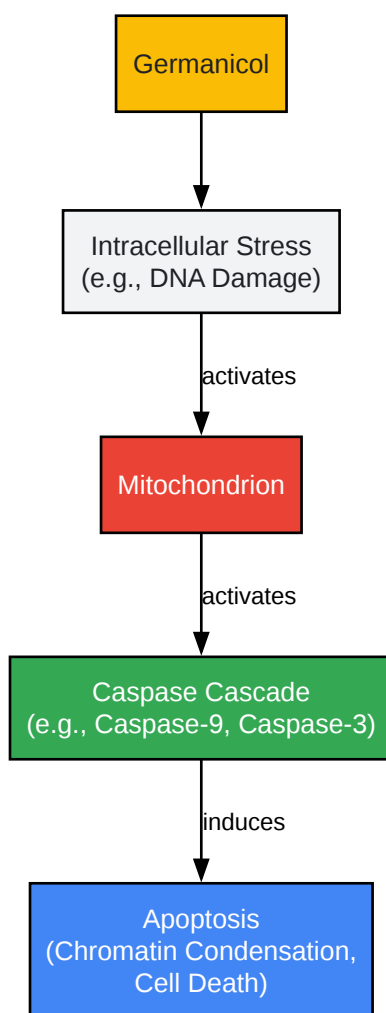 Germanicol
Intracellular Stress
(e.g., DNA Damage)
activates
Mitochondrion
activates
Caspase Cascade
(e.g., Caspase-9, Caspase-3)
induces
Apoptosis
(Chromatin Condensation,
Cell Death)